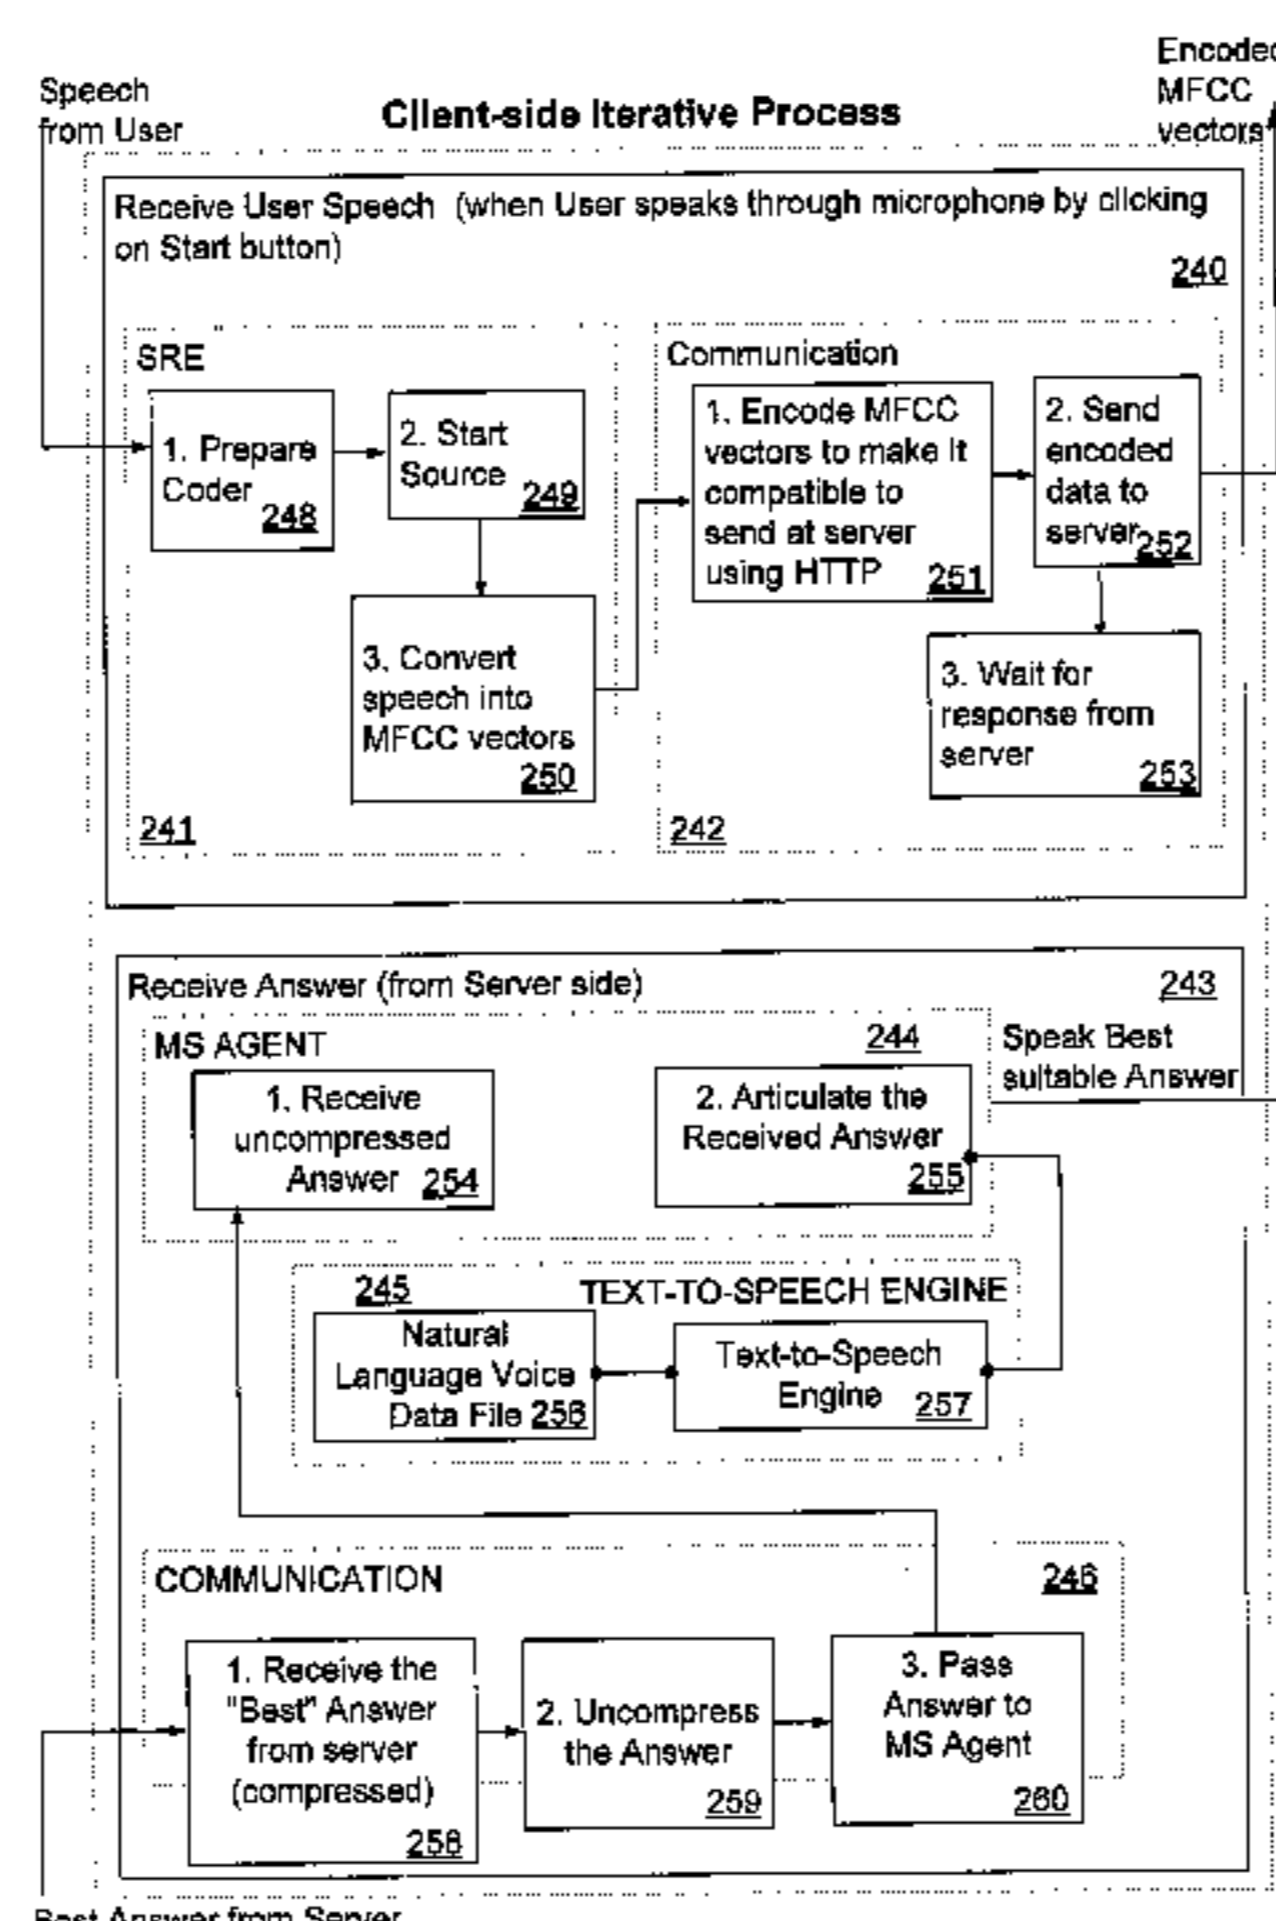 Speech
from User
Client-side Iterative Process
Encoded
MFCC
vectors
Receive User Speech (when User speaks through microphone by clicking
on Start button)
240
SRE
1. Prepare
Coder
248
2. Start
Source
249
3. Convert
speech into
MFCC vectors
250
241
Communication
1. Encode MFCC
vectors to make it
compatible to
send at server
using HTTP
251
2. Send
encoded
data to
server
252
3. Wait for
response from
server
253
242
Receive Answer (from Server side)
243
MS AGENT
244
1. Receive
uncompressed
Answer 254
2. Articulate the
Received Answer
255
Speak Best
suitable Answer
245
TEXT-TO-SPEECH ENGINE
Natural
Language Voice
Data File 256
Text-to-Speech
Engine
257
COMMUNICATION
246
1. Receive the
"Best" Answer
from server
(compressed)
258
2. Uncompress
the Answer
259
3. Pass
Answer to
MS Agent
260
Best Answer from Server